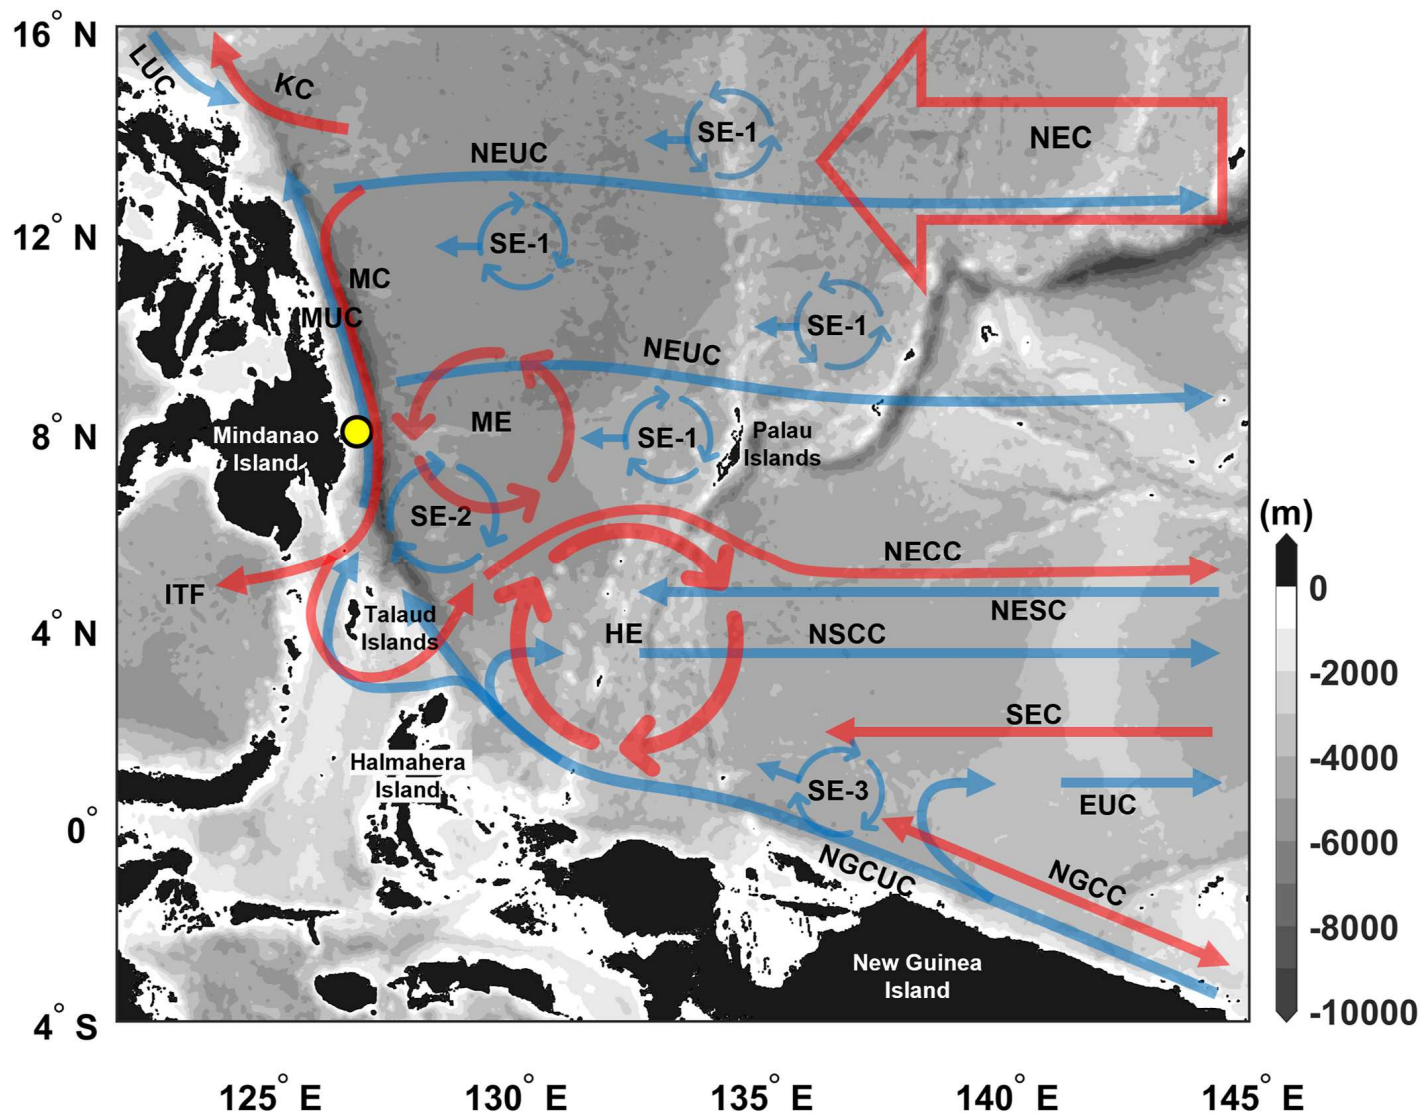 16° N
LUC
KC
SE-1
NEC
NEUC
12° N
SE-1
MC
MUC
SE-1
NEUC
ME
8° N
Mindanao
Island
SE-1
Palau
Islands
SE-2
(m)
NECC
ITF
0
NESC
Talaud
Islands
4° N
HE
NSCC
-2000
SEC
-4000
Halmahera
Island
SE-3
EUC
0°
-6000
NGCUC
NGCC
-8000
New Guinea
Island
-10000
4° S
125° E
130° E
135° E
140° E
145° E